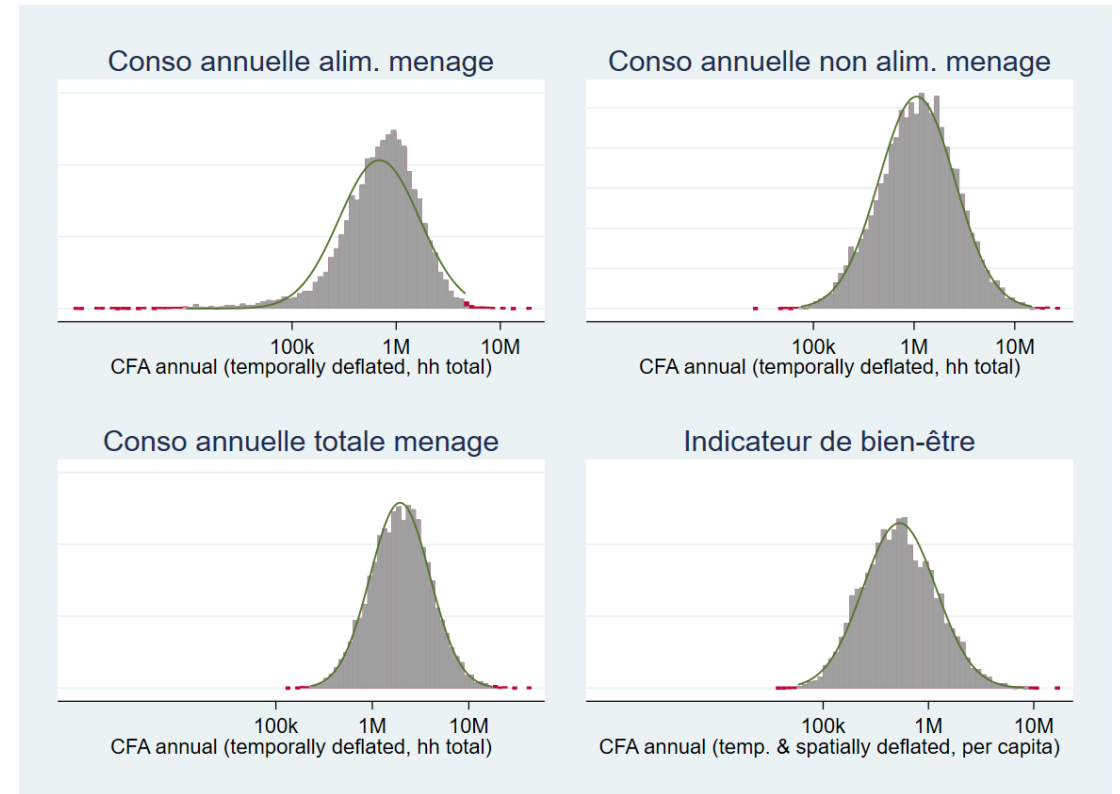 Conso annuelle alim. menage
100k 1M 10M
CFA annual (temporally deflated, hh total)
Conso annuelle non alim. menage
100k 1M 10M
CFA annual (temporally deflated, hh total)
Conso annuelle totale menage
100k 1M 10M
CFA annual (temporally deflated, hh total)
Indicateur de bien-être
100k 1M 10M
CFA annual (temp. & spatially deflated, per capita)